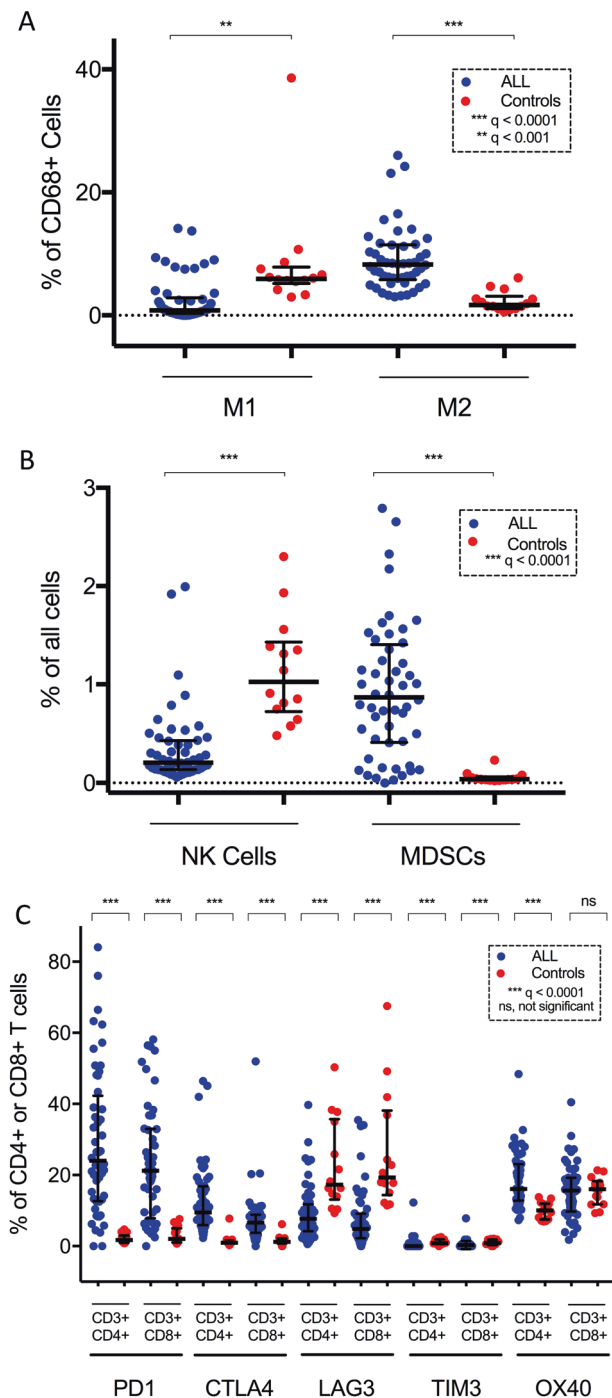 A
** ***
ALL
Controls
*** q < 0.0001
** q < 0.001
% of CD68+ Cells
40
20
0
M1 M2
B
*** ***
ALL
Controls
*** q < 0.0001
% of all cells
3
2
1
0
NK Cells MDSCs
C
*** *** *** *** *** *** *** *** *** ns
ALL
Controls
*** q < 0.0001
ns, not significant
% of CD4+ or CD8+ T cells
80
60
40
20
0
CD3+ CD3+ CD3+ CD3+ CD3+ CD3+ CD3+ CD3+ CD3+ CD3+
CD4+ CD8+ CD4+ CD8+ CD4+ CD8+ CD4+ CD8+ CD4+ CD8+
PD1 CTLA4 LAG3 TIM3 OX40